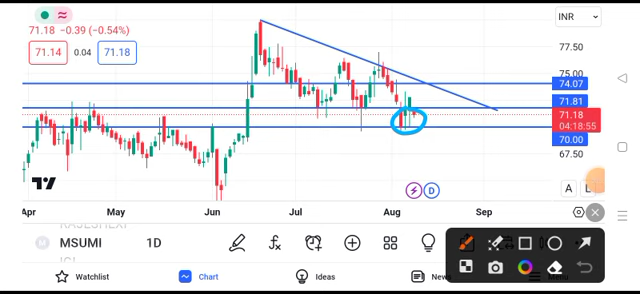 71.18 −0.39 (−0.54%)
INR
71.14 0.04 71.18
77.50
75.00
74.07
71.81
71.18
04:18:55
70.00
67.50
A
Apr May Jun Jul Aug Sep
D
MSUMI 1D
Watchlist Chart Ideas News